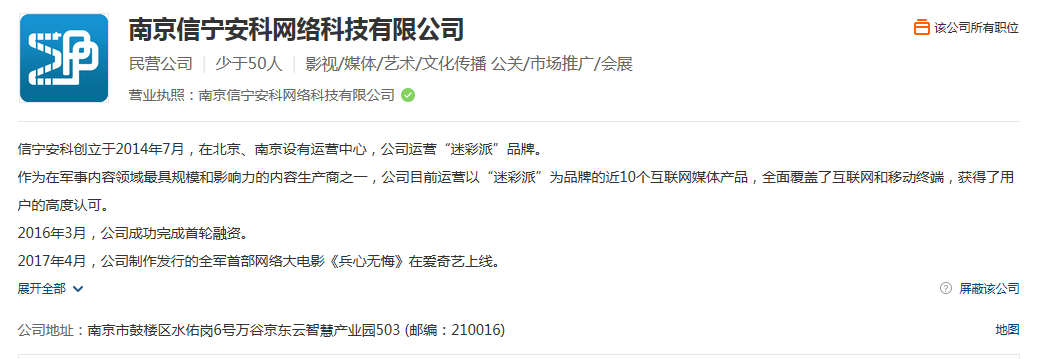 SPP
南京信宁安科网络科技有限公司
该公司所有职位
民营公司 | 少于50人 | 影视/媒体/艺术/文化传播 公关/市场推广/会展
营业执照：南京信宁安科网络科技有限公司
信宁安科创立于2014年7月，在北京、南京设有运营中心，公司运营“迷彩派”品牌。
作为在军事内容领域最具规模和影响力的内容生产商之一，公司目前运营以“迷彩派”为品牌的近10个互联网媒体产品，全面覆盖了互联网和移动终端，获得了用
户的高度认可。
2016年3月，公司成功完成首轮融资。
2017年4月，公司制作发行的全军首部网络大电影《兵心无悔》在爱奇艺上线。
展开全部
屏蔽该公司
公司地址：南京市鼓楼区水佑岗6号万谷京东云智慧产业园503 (邮编：210016)
地图